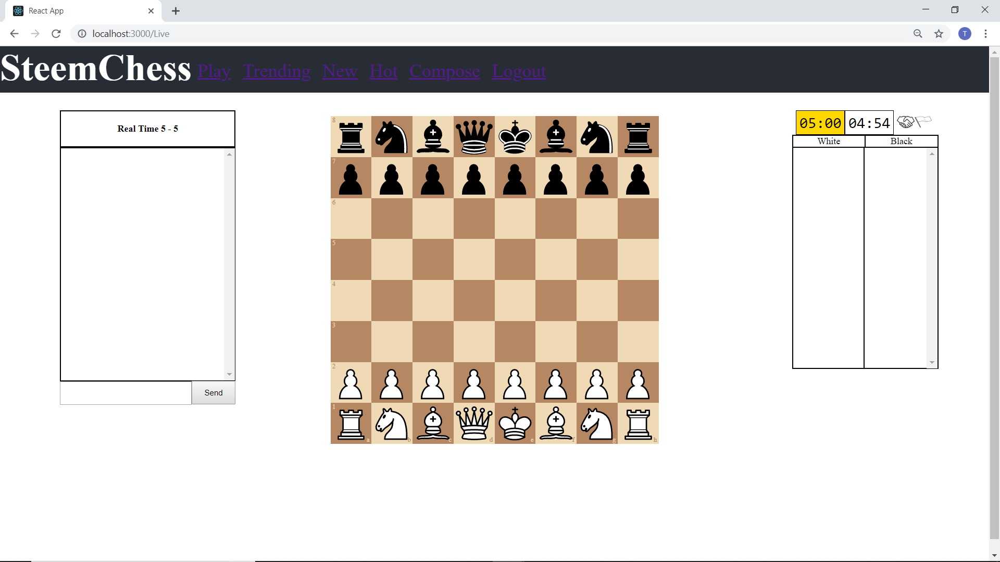 React App
localhost:3000/Live
T
SteemChess Play Trending New Hot Compose Logout
Real Time 5 - 5
Send
8
7
6
5
4
3
2
1
a b c d e f g h
05:00 04:54
White Black